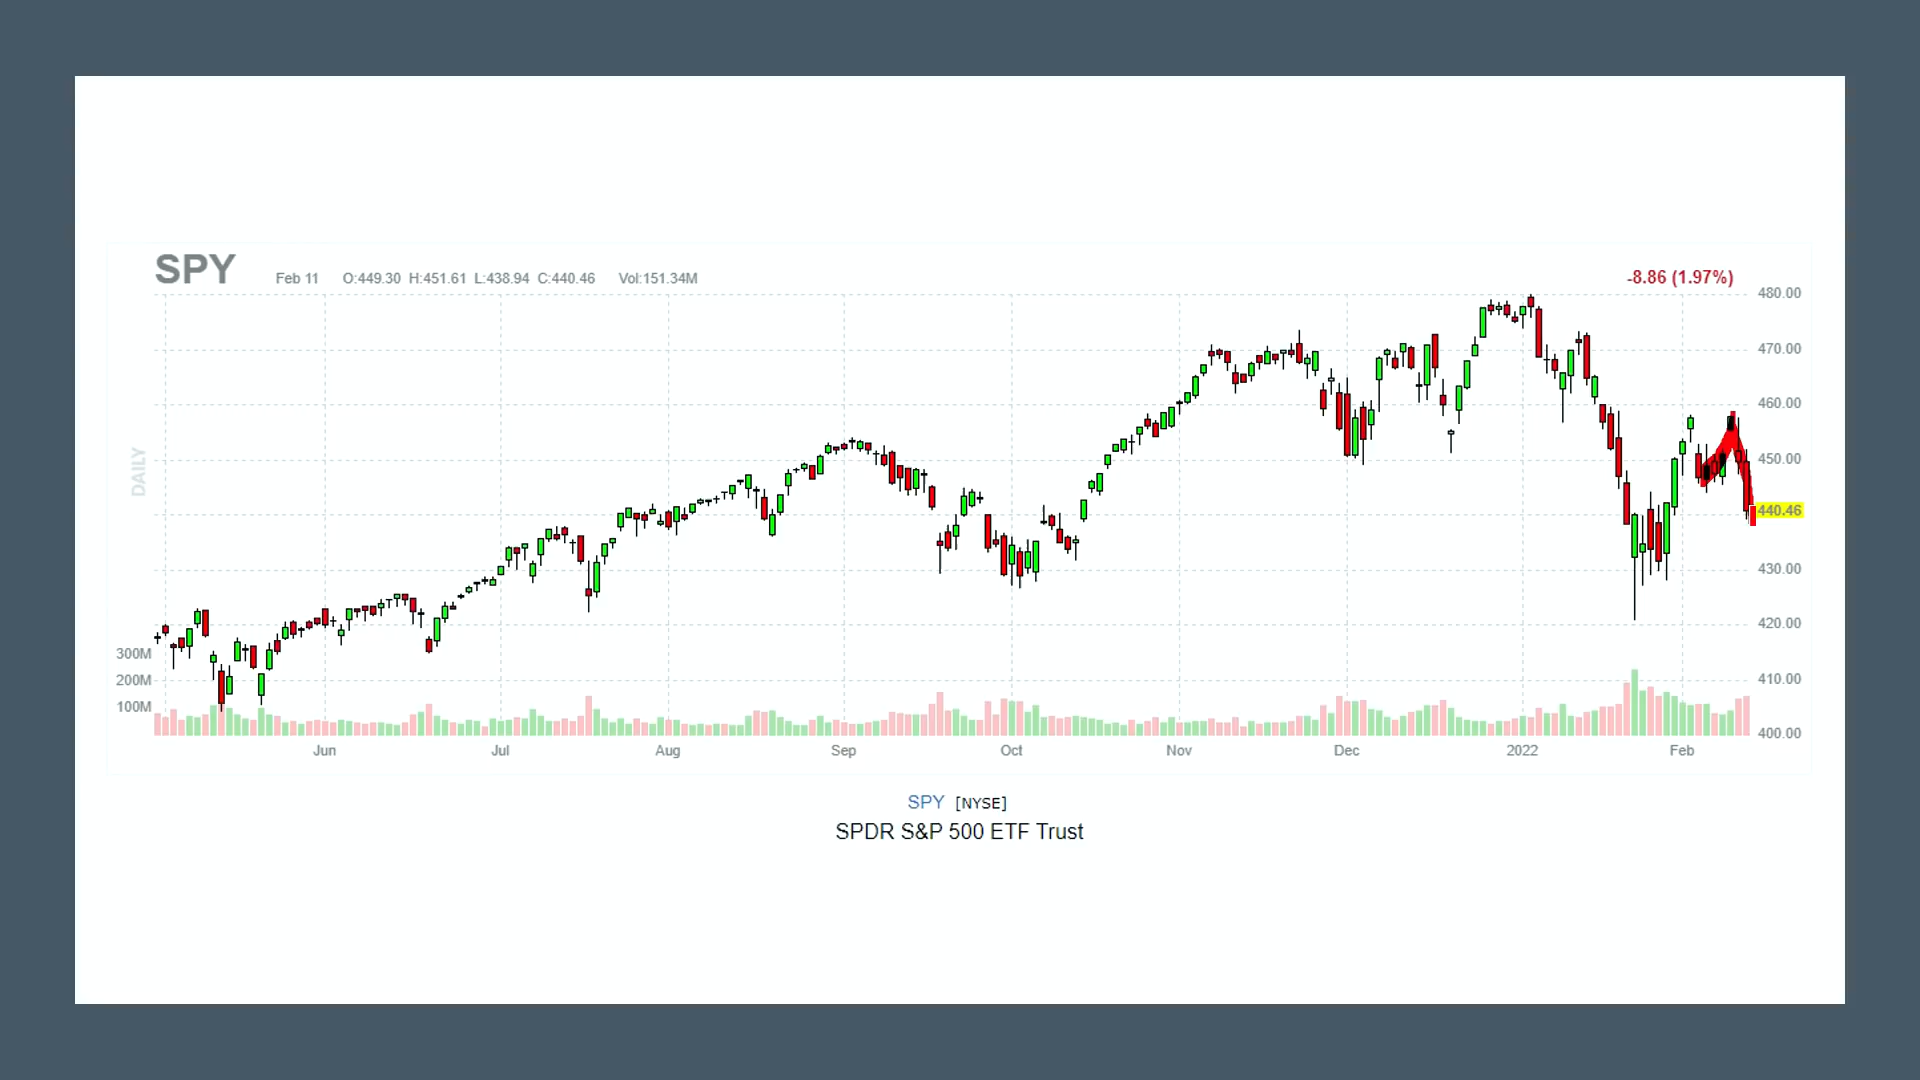 SPY Feb 11 O:449.30 H:451.61 L:438.94 C:440.46 Vol:151.34M -8.86 (1.97%)
480.00
470.00
460.00
DAILY
450.00
440.46
430.00
420.00
300M
200M
410.00
100M
400.00
Jun Jul Aug Sep Oct Nov Dec 2022 Feb
SPY [NYSE]
SPDR S&P 500 ETF Trust